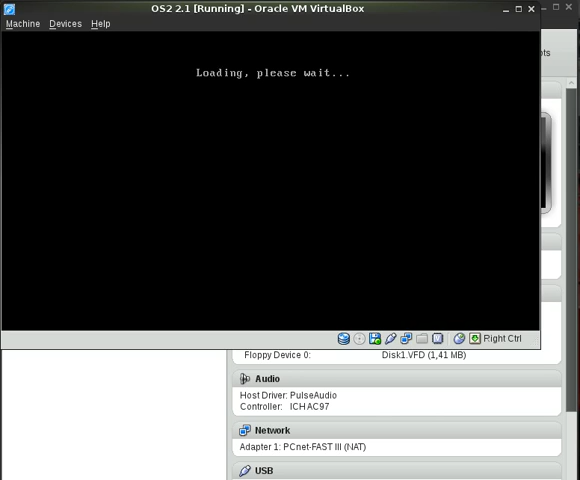 OS2 2.1 [Running] - Oracle VM VirtualBox
Machine Devices Help
Loading, please wait...
Right Ctrl
Floppy Device 0: Disk1.VFD (1,41 MB)
Audio
Host Driver: PulseAudio
Controller: ICH AC97
Network
Adapter 1: PCnet-FAST III (NAT)
USB